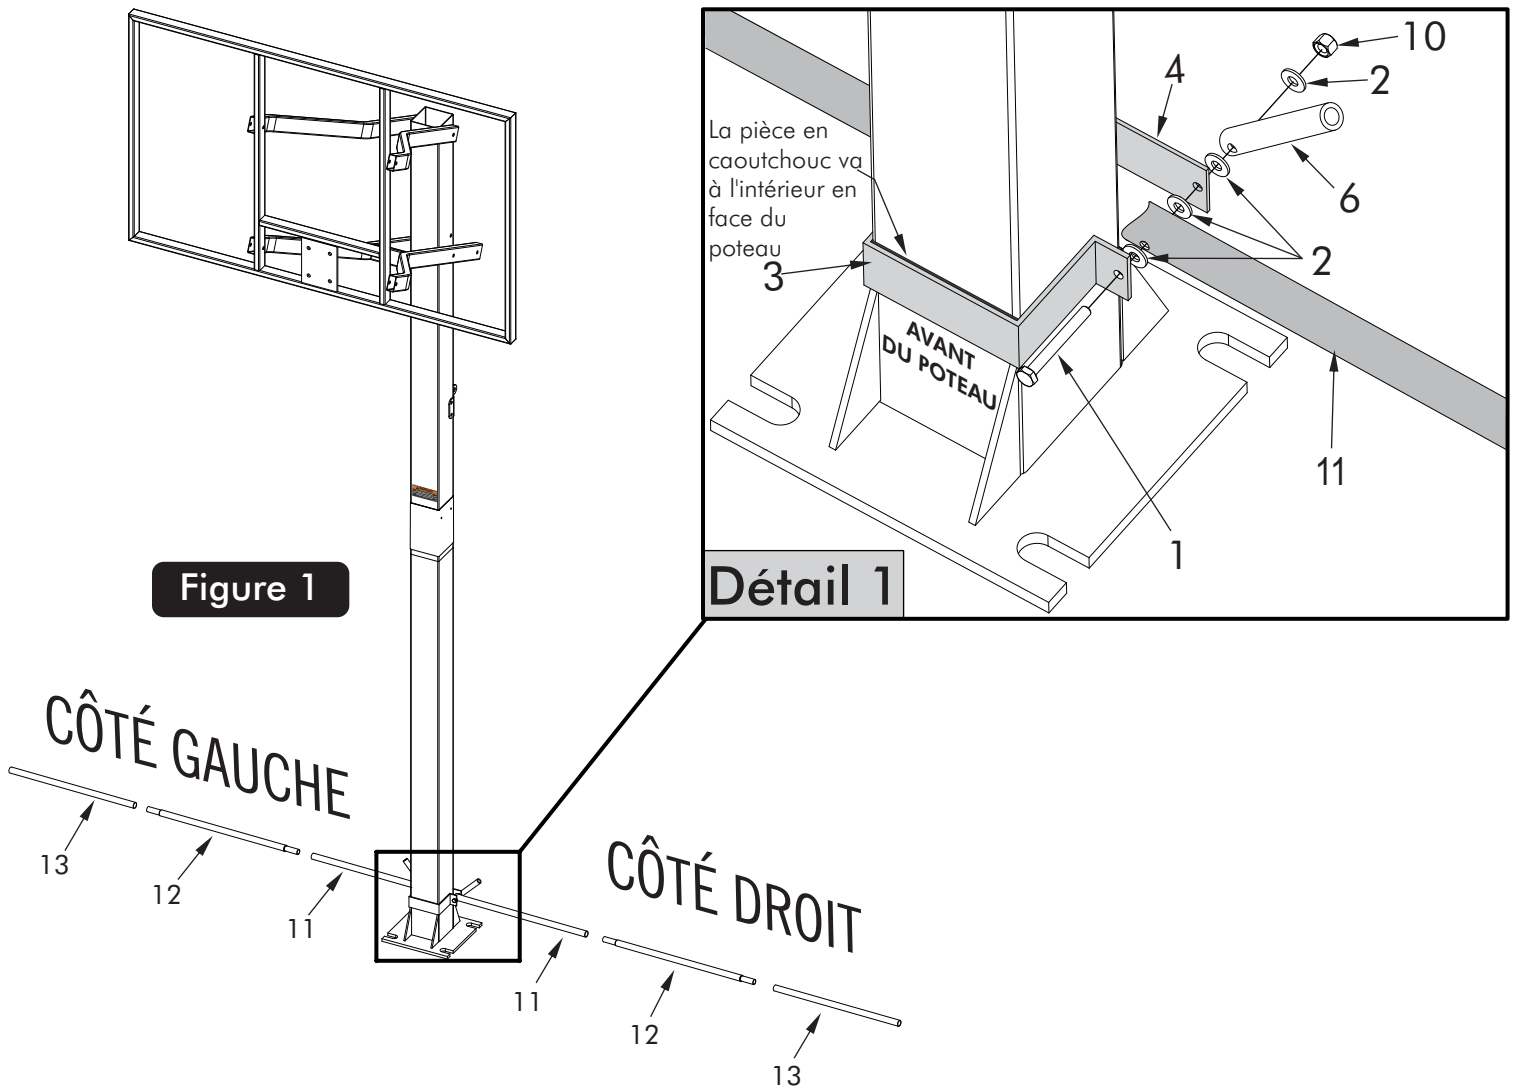 10
4
2
La pièce en
caoutchouc va
à l'intérieur en
face du
poteau
6
3
2
AVANT
DU POTEAU
11
1
Détail 1
Figure 1
CÔTÉ GAUCHE
13
12
11
CÔTÉ DROIT
11
12
13